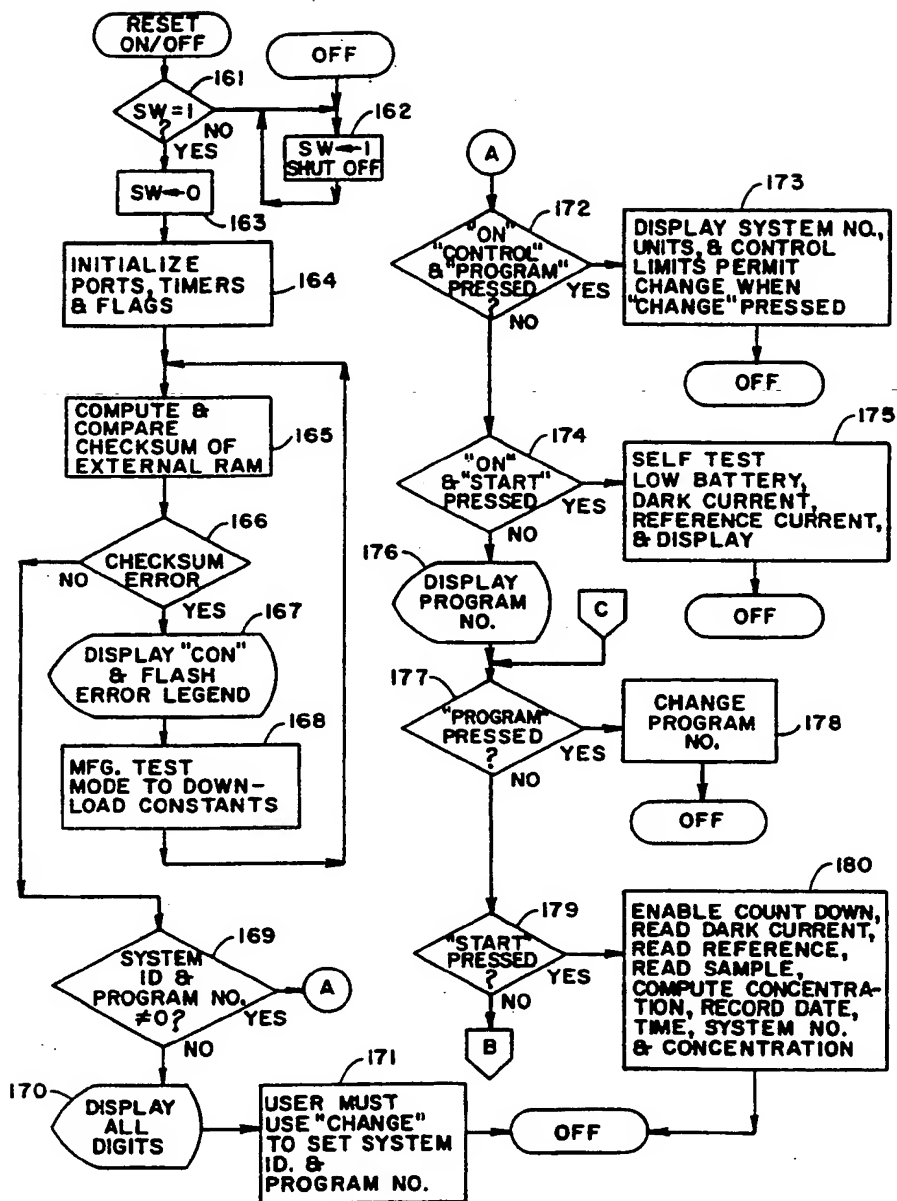 RESET
ON/OFF
161
SW=1
?
NO
YES
OFF
162
SW←1
SHUT OFF
SW←0
163
INITIALIZE
PORTS, TIMERS
& FLAGS
164
COMPUTE &
COMPARE
CHECKSUM OF
EXTERNAL RAM
165
166
CHECKSUM
ERROR
NO
YES
167
DISPLAY "CON"
& FLASH
ERROR LEGEND
168
MFG. TEST
MODE TO DOWN-
LOAD CONSTANTS
169
SYSTEM
ID &
PROGRAM NO.
≠0?
YES
A
NO
170
DISPLAY
ALL
DIGITS
171
USER MUST
USE "CHANGE"
TO SET SYSTEM
ID. &
PROGRAM NO.
OFF
A
172
"ON"
"CONTROL"
& "PROGRAM"
PRESSED
?
YES
NO
173
DISPLAY SYSTEM NO.,
UNITS, & CONTROL
LIMITS PERMIT
CHANGE WHEN
"CHANGE" PRESSED
OFF
174
"ON"
& "START"
PRESSED
YES
NO
175
SELF TEST
LOW BATTERY,
DARK CURRENT,
REFERENCE CURRENT,
& DISPLAY
OFF
176
DISPLAY
PROGRAM
NO.
C
177
"PROGRAM"
PRESSED
?
YES
NO
CHANGE
PROGRAM
NO.
178
OFF
179
"START"
PRESSED
?
YES
NO
B
180
ENABLE COUNT DOWN,
READ DARK CURRENT,
READ REFERENCE,
READ SAMPLE,
COMPUTE CONCENTRA-
TION, RECORD DATE,
TIME, SYSTEM NO.
& CONCENTRATION